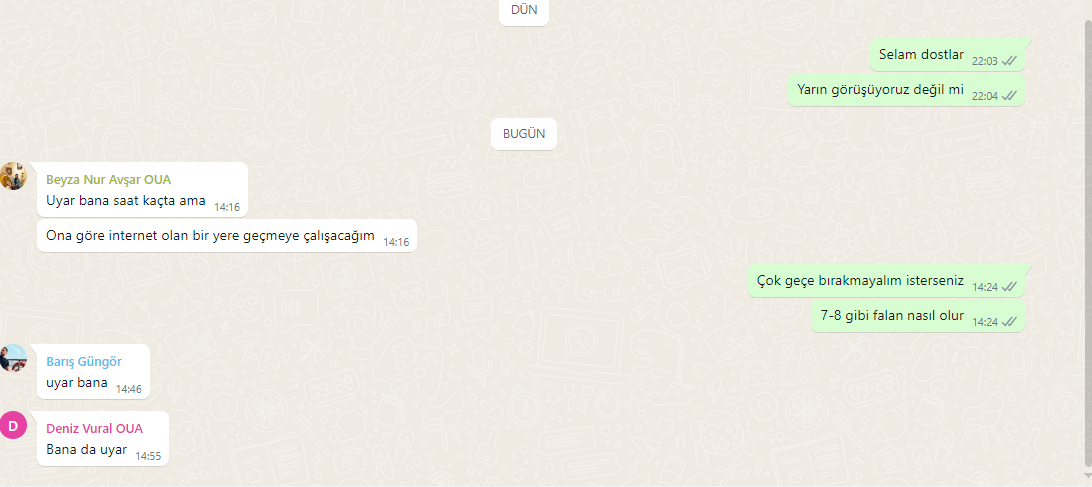 DÜN
Selam dostlar 22:03
Yarın görüşüyoruz değil mi 22:04
BUGÜN
Beyza Nur Avşar OUA
Uyar bana saat kaçta ama 14:16
Ona göre internet olan bir yere geçmeye çalışacağım 14:16
Çok geçe bırakmayalım isterseniz 14:24
7-8 gibi falan nasıl olur 14:24
Barış Güngör
uyar bana 14:46
D
Deniz Vural OUA
Bana da uyar 14:55